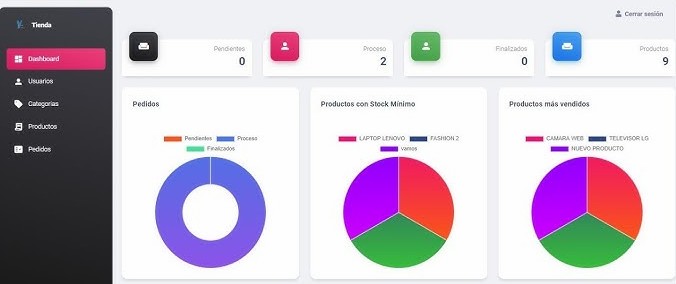 Tienda
Cerrar sesión
Dashboard
Usuarios
Categorias
Productos
Pedidos
Pendientes
0
Proceso
2
Finalizados
0
Productos
9
Pedidos
Pendientes Proceso
Finalizados
Productos con Stock Mínimo
LAPTOP LENOVO FASHION 2
vamos
Productos más vendidos
CAMARA WEB TELEVISOR LG
NUEVO PRODUCTO